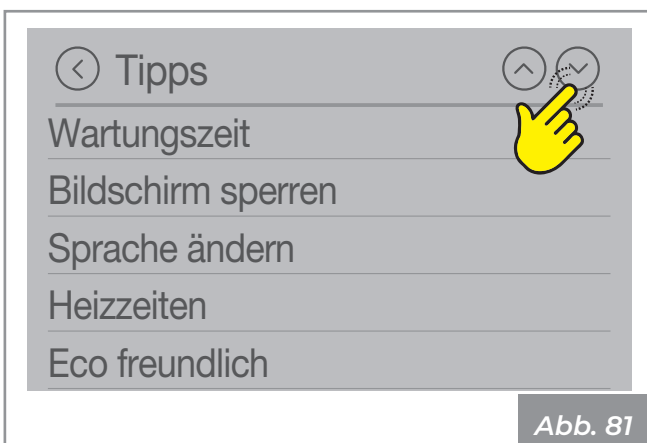 Tipps
Wartungszeit
Bildschirm sperren
Sprache ändern
Heizzeiten
Eco freundlich
Abb. 81